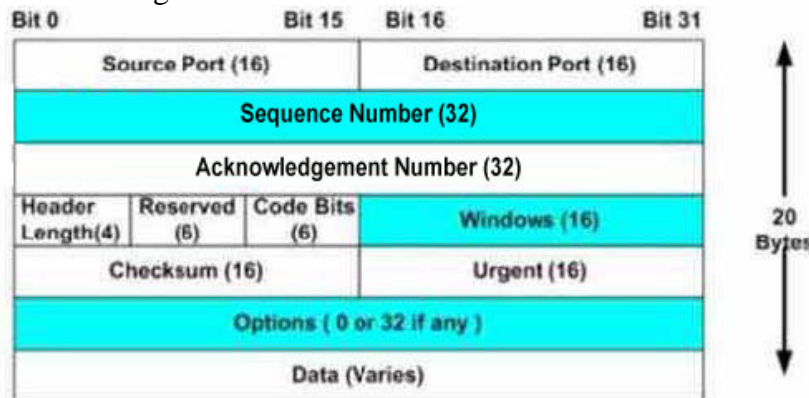 Bit 0 Bit 15 Bit 16 Bit 31
Source Port (16) Destination Port (16)
Sequence Number (32)
Acknowledgement Number (32)
Header Length(4) Reserved (6) Code Bits (6) Windows (16)
20 Bytes
Checksum (16) Urgent (16)
Options ( 0 or 32 if any )
Data (Varies)